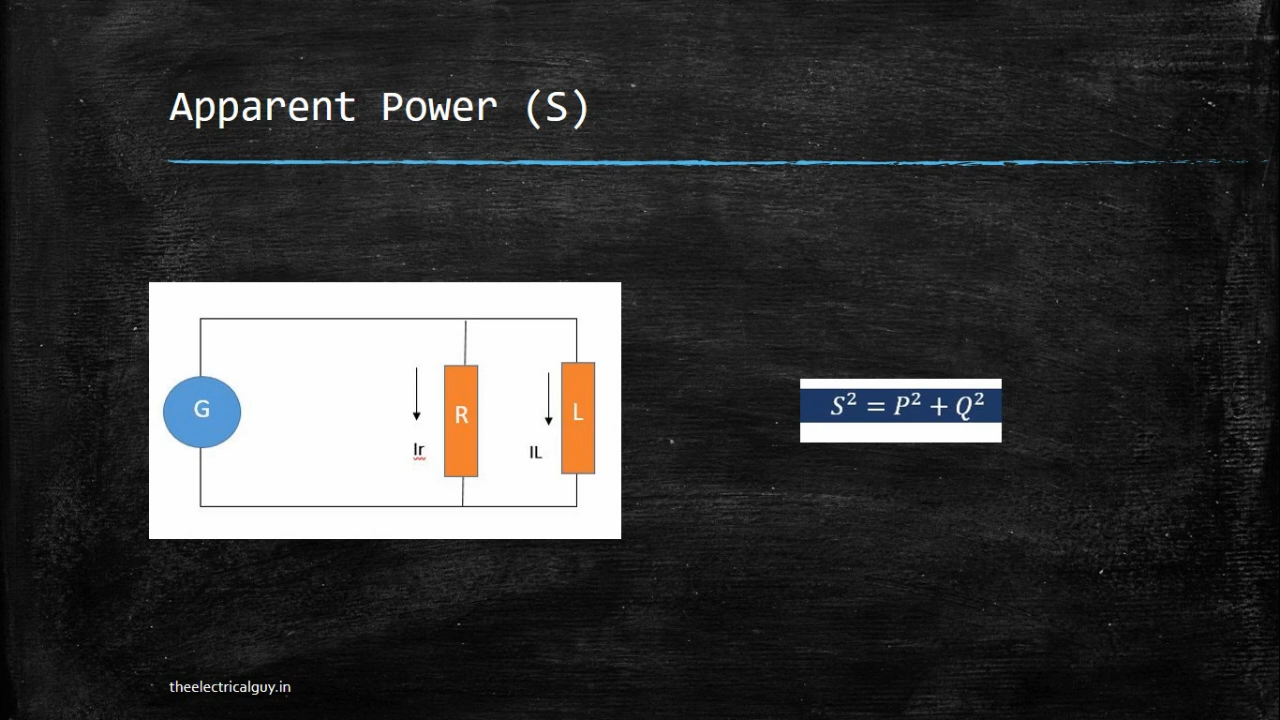 Apparent Power (S)
G
R
L
Ir
IL
S² = P² + Q²
theelectricalguy.in